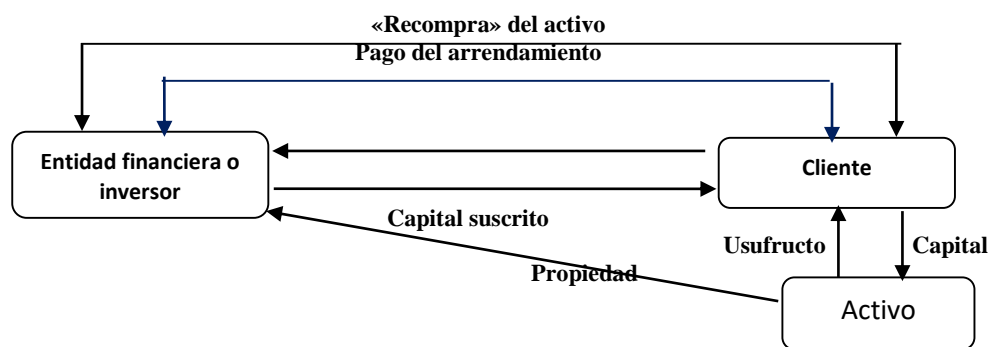 «Recompra» del activo
Pago del arrendamiento
Entidad financiera o
inversor
Cliente
Capital suscrito
Usufructo
Capital
Propiedad
Activo